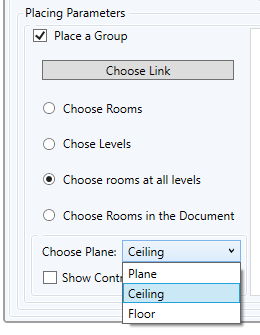 Placing Parameters
Place a Group
Choose Link
Choose Rooms
Chose Levels
Choose rooms at all levels
Choose Rooms in the Document
Choose Plane: Ceiling
Plane
Show Contr
Ceiling
Floor